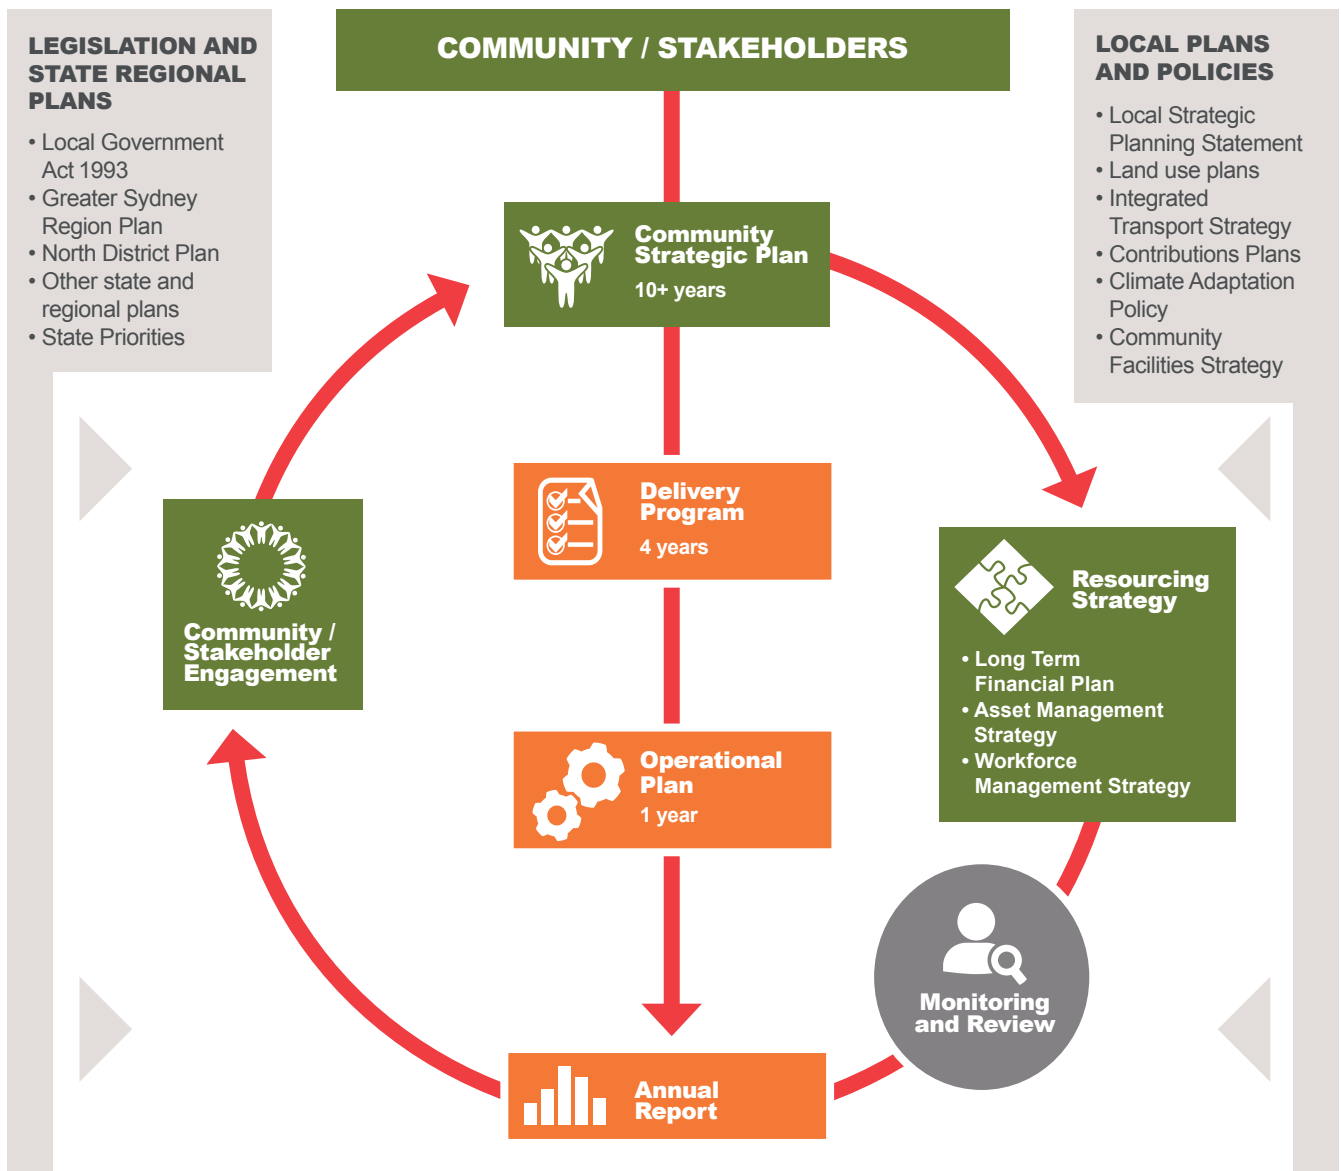 LEGISLATION AND
STATE REGIONAL
PLANS
• Local Government
Act 1993
• Greater Sydney
Region Plan
• North District Plan
• Other state and
regional plans
• State Priorities
COMMUNITY / STAKEHOLDERS
LOCAL PLANS
AND POLICIES
• Local Strategic
Planning Statement
• Land use plans
• Integrated
Transport Strategy
• Contributions Plans
• Climate Adaptation
Policy
• Community
Facilities Strategy
Community
Strategic Plan
10+ years
Delivery
Program
4 years
Community /
Stakeholder
Engagement
Resourcing
Strategy
• Long Term
Financial Plan
• Asset Management
Strategy
• Workforce
Management Strategy
Operational
Plan
1 year
Monitoring
and Review
Annual
Report